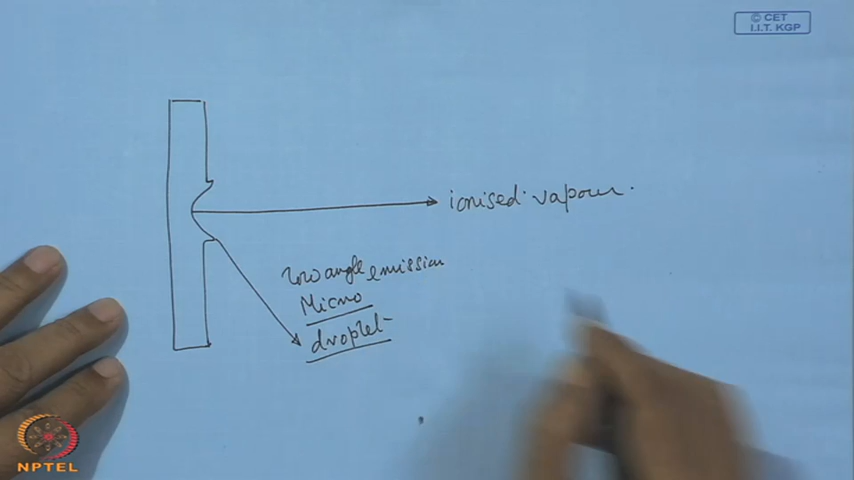 © CET
I.I.T. KGP
ionised vapour.
low angle emission
Micro
droplet
NPTEL